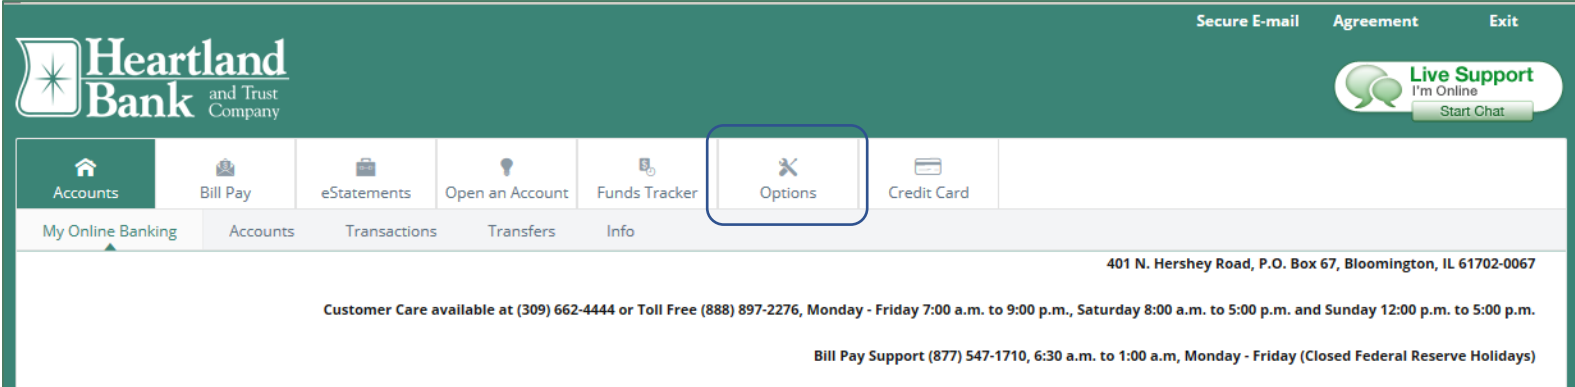 Secure E-mail Agreement Exit
Heartland
Bank and Trust Company
Live Support
I'm Online
Start Chat
Accounts Bill Pay eStatements Open an Account Funds Tracker Options Credit Card
My Online Banking Accounts Transactions Transfers Info
401 N. Hershey Road, P.O. Box 67, Bloomington, IL 61702-0067
Customer Care available at (309) 662-4444 or Toll Free (888) 897-2276, Monday - Friday 7:00 a.m. to 9:00 p.m., Saturday 8:00 a.m. to 5:00 p.m. and Sunday 12:00 p.m. to 5:00 p.m.
Bill Pay Support (877) 547-1710, 6:30 a.m. to 1:00 a.m, Monday - Friday (Closed Federal Reserve Holidays)